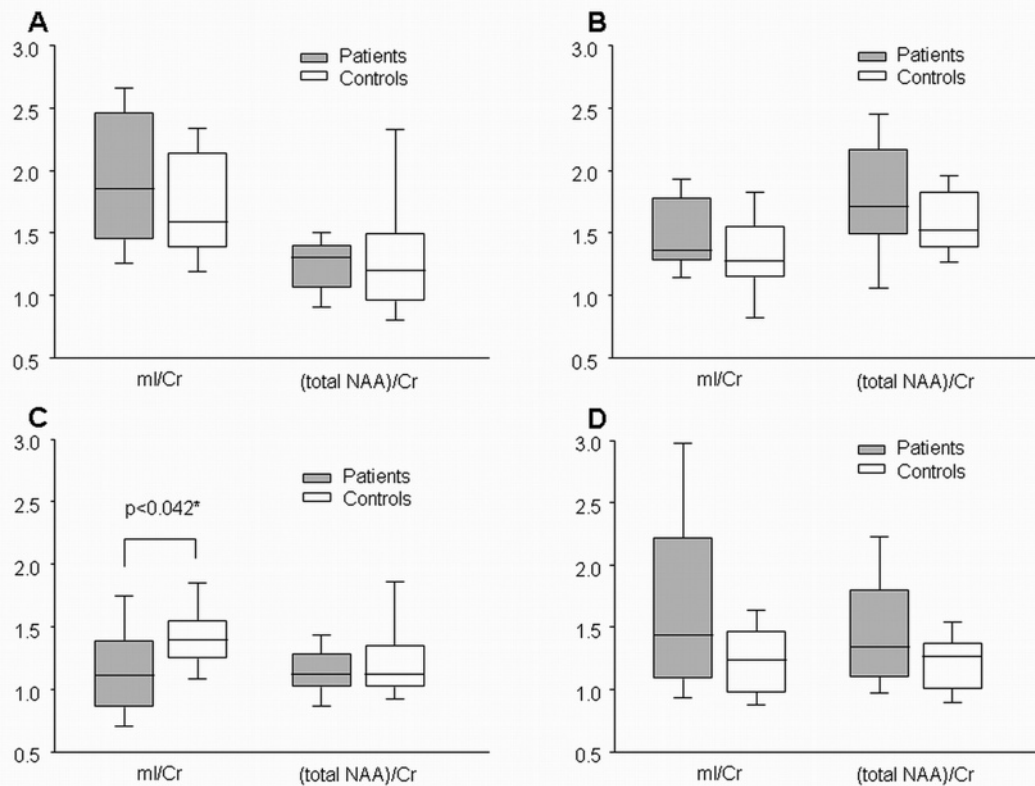 A
3.0
2.5
2.0
1.5
1.0
0.5
Patients
Controls
mI/Cr
(total NAA)/Cr
B
3.0
2.5
2.0
1.5
1.0
0.5
Patients
Controls
mI/Cr
(total NAA)/Cr
C
3.0
2.5
2.0
1.5
1.0
0.5
Patients
Controls
p<0.042*
mI/Cr
(total NAA)/Cr
D
3.0
2.5
2.0
1.5
1.0
0.5
Patients
Controls
mI/Cr
(total NAA)/Cr